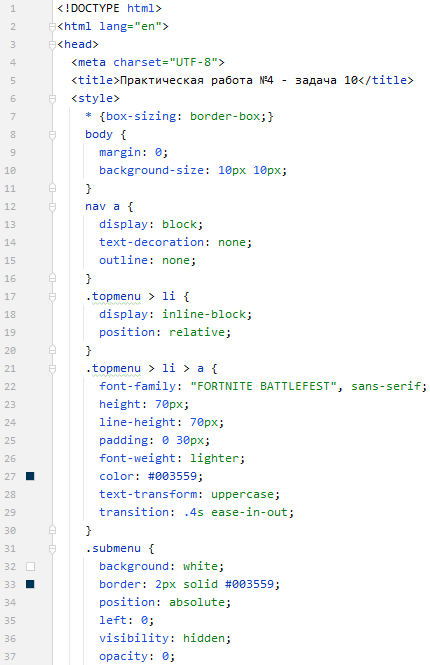 1 <!DOCTYPE html>
2 <html lang="en">
3 <head>
4 <meta charset="UTF-8">
5 <title>Практическая работа №4 - задача 10</title>
6 <style>
7 * {box-sizing: border-box;}
8 body {
9 margin: 0;
10 background-size: 10px 10px;
11 }
12 nav a {
13 display: block;
14 text-decoration: none;
15 outline: none;
16 }
17 .topmenu > li {
18 display: inline-block;
19 position: relative;
20 }
21 .topmenu > li > a {
22 font-family: "FORTNITE BATTLEFEST", sans-serif;
23 height: 70px;
24 line-height: 70px;
25 padding: 0 30px;
26 font-weight: lighter;
27 color: #003559;
28 text-transform: uppercase;
29 transition: .4s ease-in-out;
30 }
31 .submenu {
32 background: white;
33 border: 2px solid #003559;
34 position: absolute;
35 left: 0;
36 visibility: hidden;
37 opacity: 0;